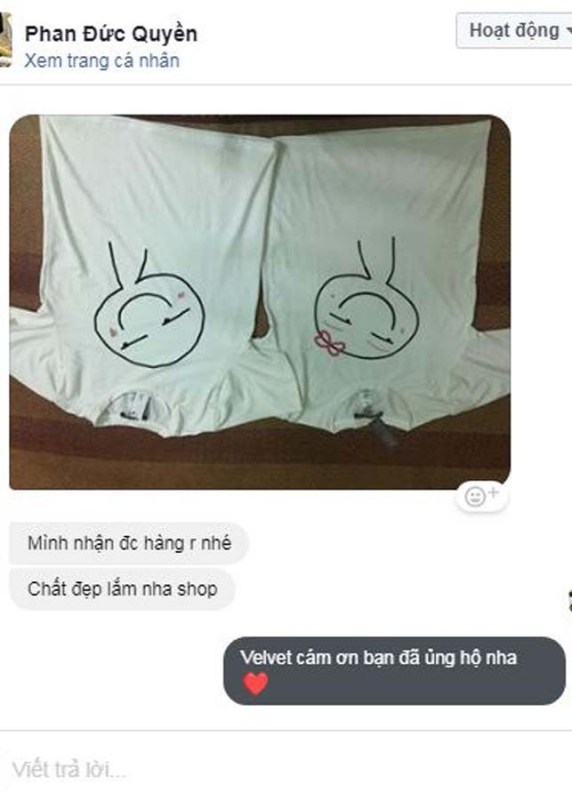 Phan Đức Quyền
Xem trang cá nhân
Hoạt động
Mình nhận đc hàng r nhé
Chất đẹp lắm nha shop
Velvet cám ơn bạn đã ủng hộ nha
❤
Viết trả lời...